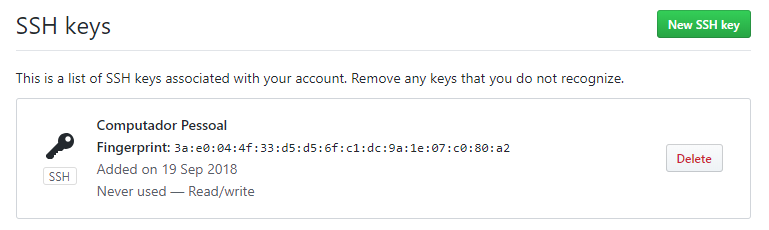 SSH keys
New SSH key
This is a list of SSH keys associated with your account. Remove any keys that you do not recognize.
Computador Pessoal
Fingerprint: 3a:e0:04:4f:33:d5:d5:6f:c1:dc:9a:1e:07:c0:80:a2
Added on 19 Sep 2018
Never used — Read/write
SSH
Delete